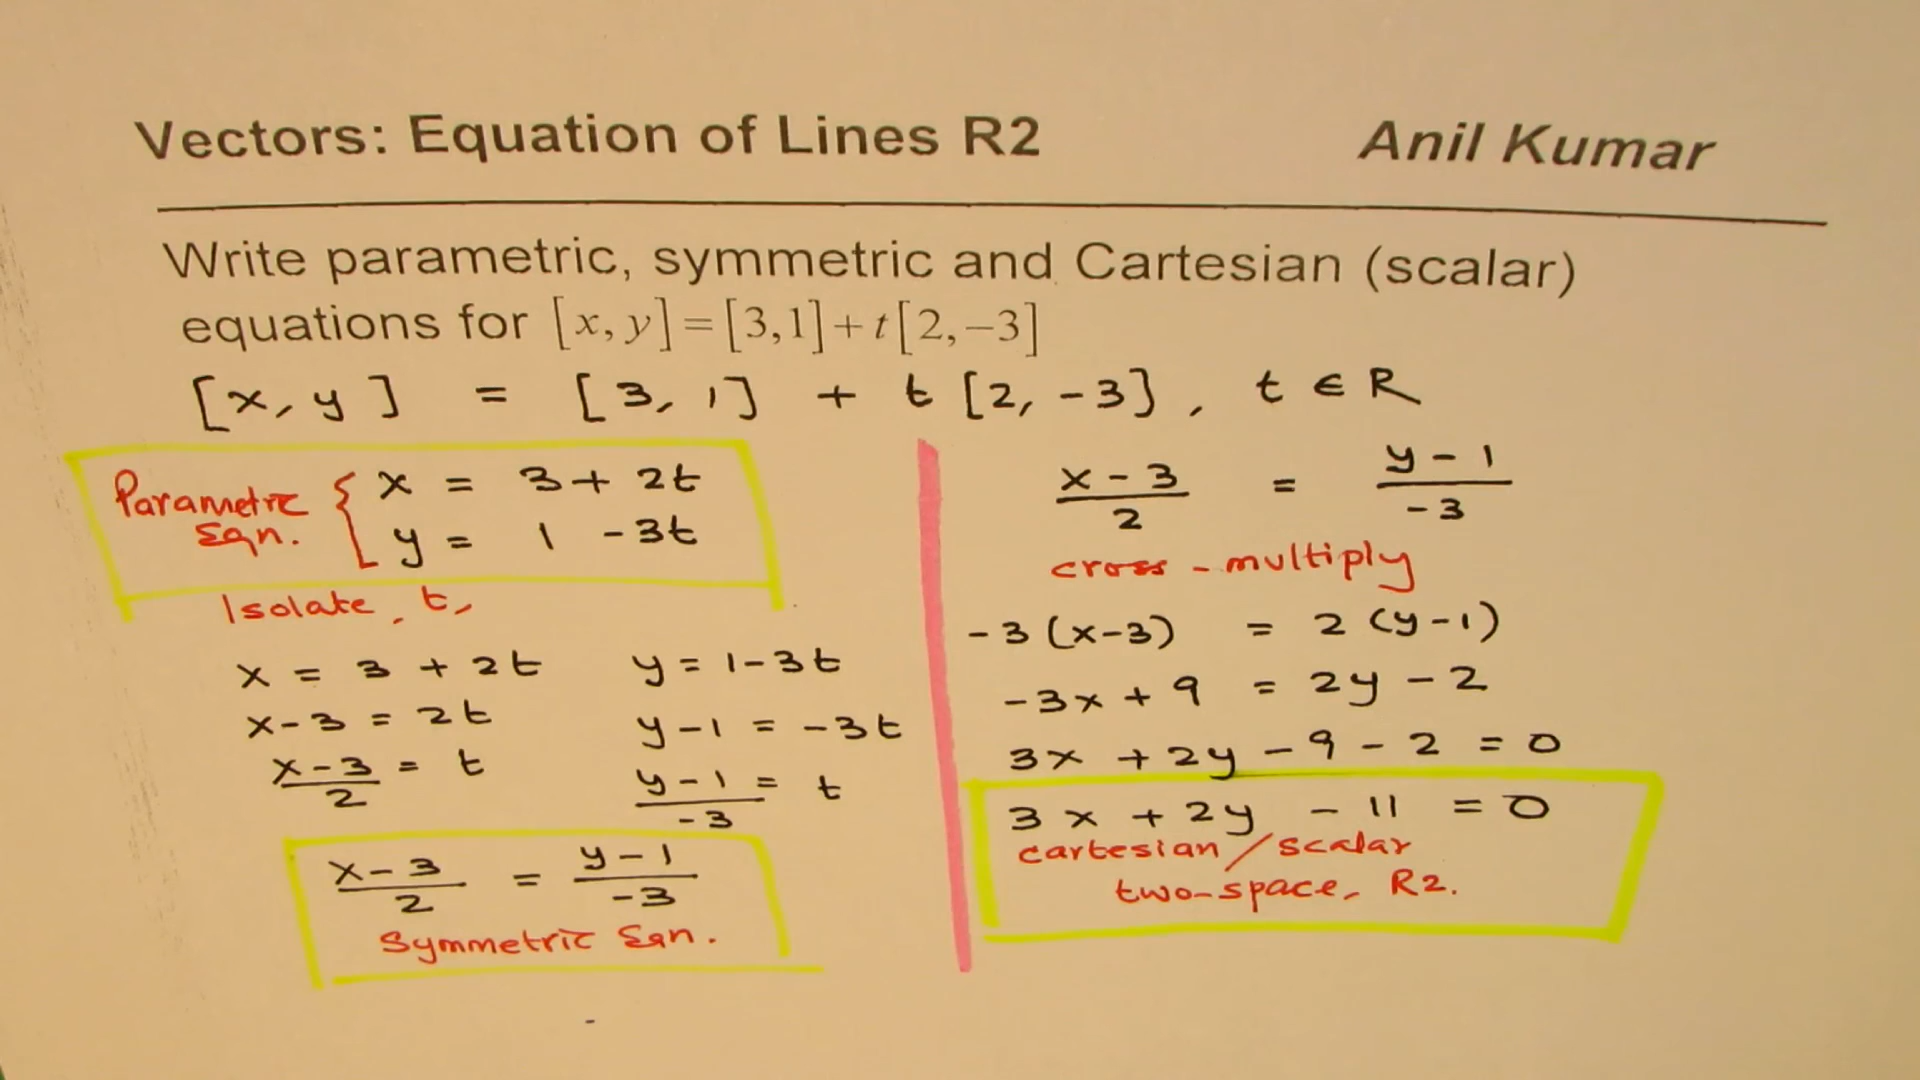 Vectors: Equation of Lines R2
Anil Kumar
Write parametric, symmetric and Cartesian (scalar)
equations for [x, y]=[3,1]+t[2,−3]
[x, y] = [3, 1] + t [2, -3], t ∈ R
Parametric Eqn. { x = 3 + 2t
y = 1 - 3t
Isolate, t,
x = 3 + 2t
x-3 = 2t
x-3/2 = t
y = 1-3t
y-1 = -3t
y-1/-3 = t
x-3/2 = y-1/-3
Symmetric Eqn.
x-3/2 = y-1/-3
cross-multiply
-3(x-3) = 2(y-1)
-3x + 9 = 2y - 2
3x + 2y - 9 - 2 = 0
3x + 2y - 11 = 0
cartesian/scalar
two-space, R2.